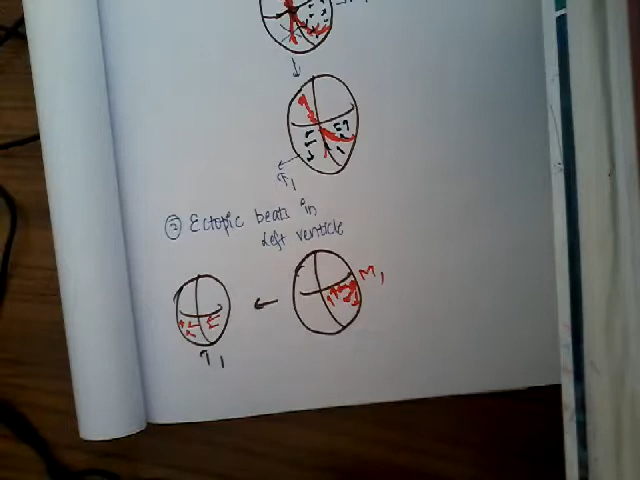 T1
② Ectopic beats in
left ventricle
M1
T1